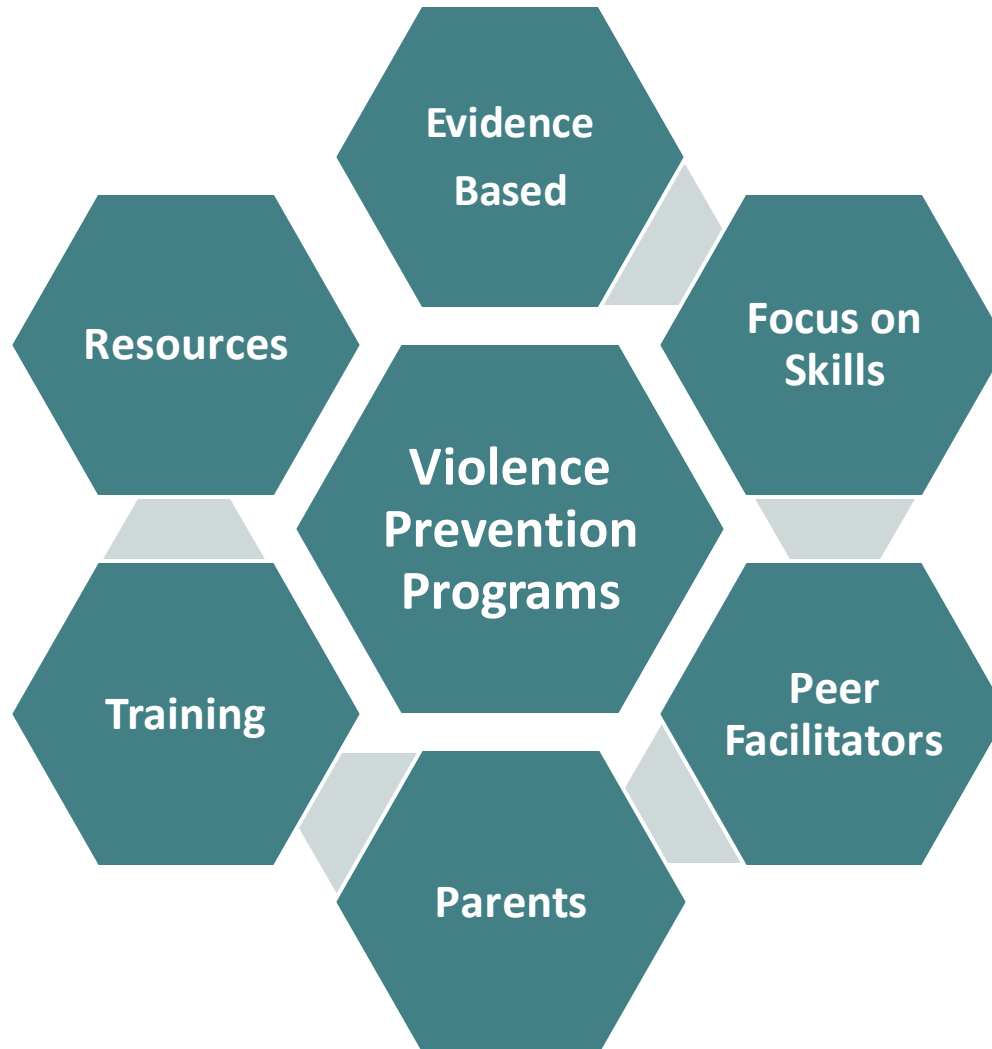 Evidence
Based
Focus on
Skills
Resources
Violence
Prevention
Programs
Peer
Facilitators
Training
Parents